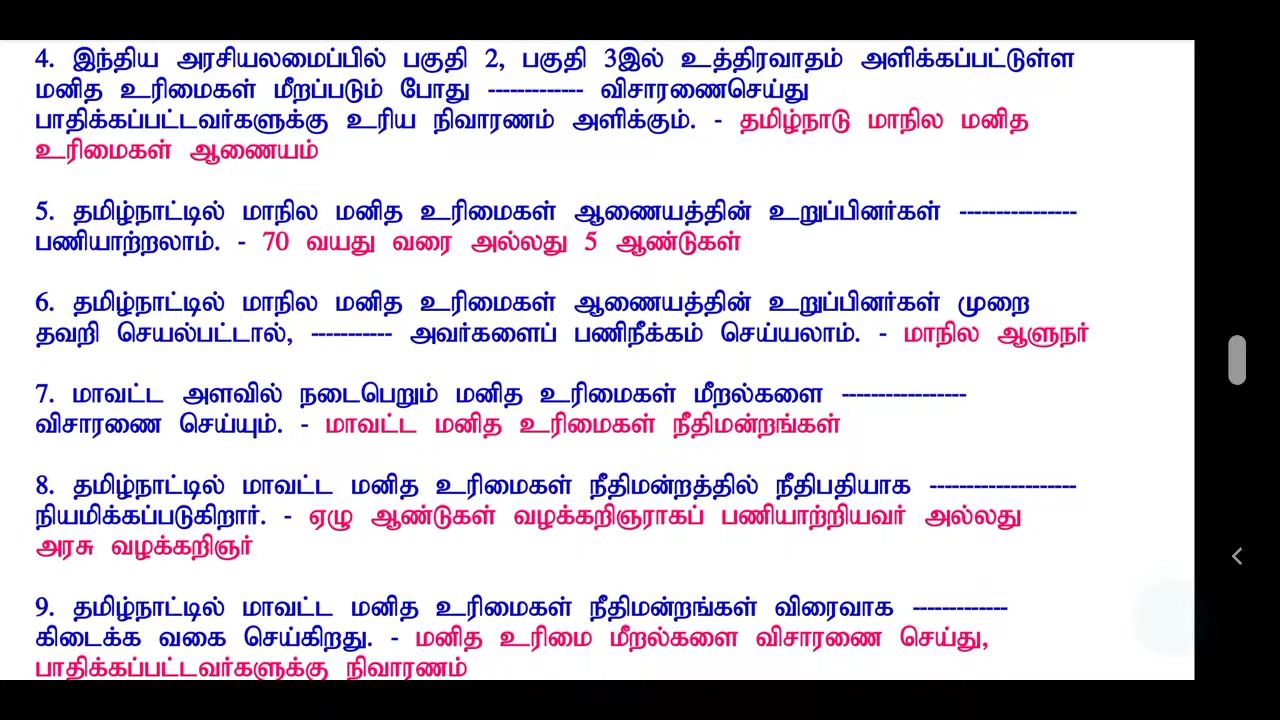 4. இந்திய அரசியலமைப்பில் பகுதி 2, பகுதி 3இல் உத்திரவாதம் அளிக்கப்பட்டுள்ள
மனித உரிமைகள் மீறப்படும் போது ------------- விசாரணைசெய்து
பாதிக்கப்பட்டவர்களுக்கு உரிய நிவாரணம் அளிக்கும். - தமிழ்நாடு மாநில மனித
உரிமைகள் ஆணையம்
5. தமிழ்நாட்டில் மாநில மனித உரிமைகள் ஆணையத்தின் உறுப்பினர்கள் ----------------
பணியாற்றலாம். - 70 வயது வரை அல்லது 5 ஆண்டுகள்
6. தமிழ்நாட்டில் மாநில மனித உரிமைகள் ஆணையத்தின் உறுப்பினர்கள் முறை
தவறி செயல்பட்டால், ----------- அவர்களைப் பணிநீக்கம் செய்யலாம். - மாநில ஆளுநர்
7. மாவட்ட அளவில் நடைபெறும் மனித உரிமைகள் மீறல்களை -----------------
விசாரணை செய்யும். - மாவட்ட மனித உரிமைகள் நீதிமன்றங்கள்
8. தமிழ்நாட்டில் மாவட்ட மனித உரிமைகள் நீதிமன்றத்தில் நீதிபதியாக --------------------
நியமிக்கப்படுகிறார். - ஏழு ஆண்டுகள் வழக்கறிஞராகப் பணியாற்றியவர் அல்லது
அரசு வழக்கறிஞர்
9. தமிழ்நாட்டில் மாவட்ட மனித உரிமைகள் நீதிமன்றங்கள் விரைவாக -------------
கிடைக்க வகை செய்கிறது. - மனித உரிமை மீறல்களை விசாரணை செய்து,
பாதிக்கப்பட்டவர்களுக்கு நிவாரணம்